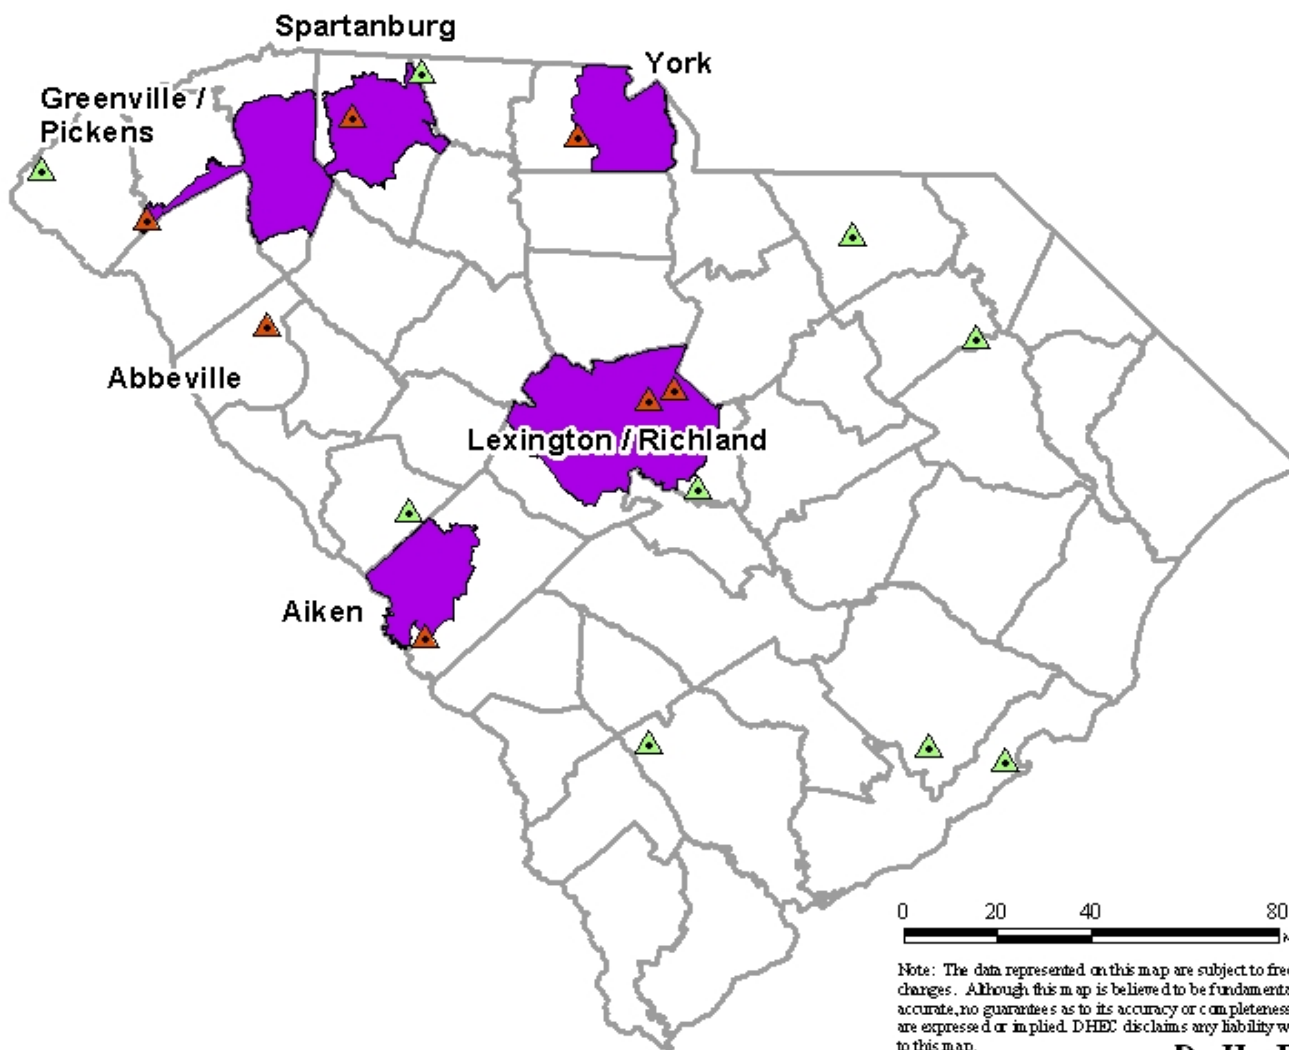 Spartanburg
York
Greenville /
Pickens
Abbeville
Lexington / Richland
Aiken
0 20 40 80
Note: The data represented on this map are subject to
changes. Although this map is believed to be
accurate, no guarantees as to its accuracy or completeness
are expressed or implied. DHEC disclaims any liability
to this map.